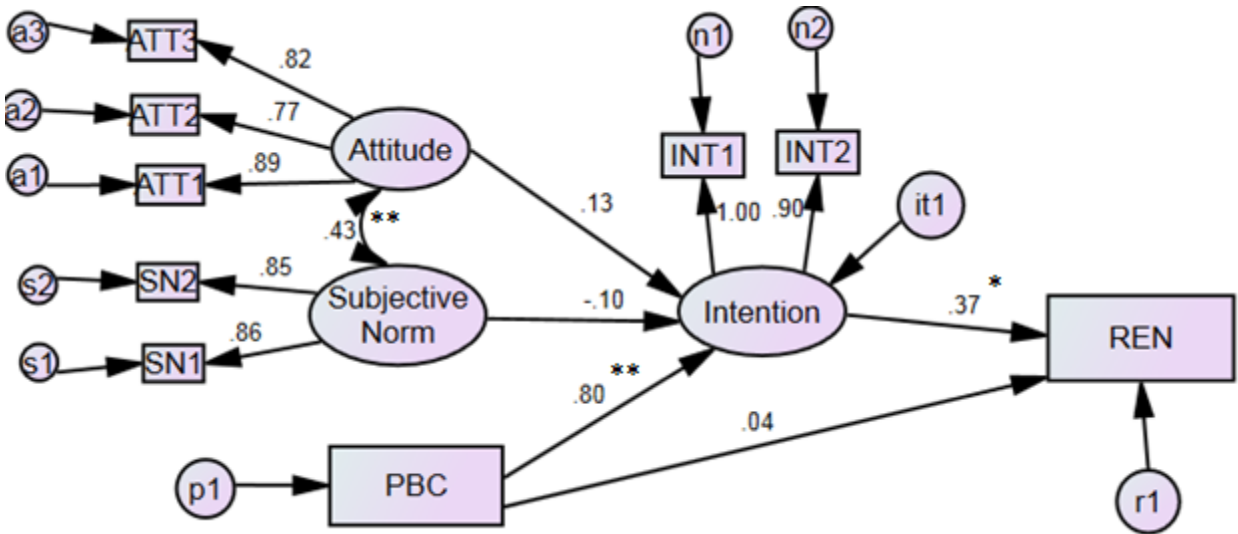 a3
ATT3
.82
a2
ATT2
.77
a1
ATT1
.89
Attitude
.43
**
s2
SN2
.85
s1
SN1
.86
Subjective
Norm
n1
n2
INT1
INT2
1.00
.90
it1
.13
-.10
Intention
.37
*
REN
.80
**
.04
p1
PBC
r1